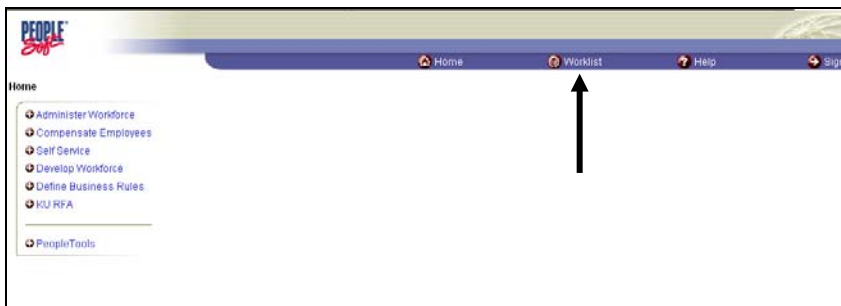 PEOPLE
Soft
Home Worklist Help Sig
Home
Administer Workforce
Compensate Employees
Self Service
Develop Workforce
Define Business Rules
KU RFA
PeopleTools